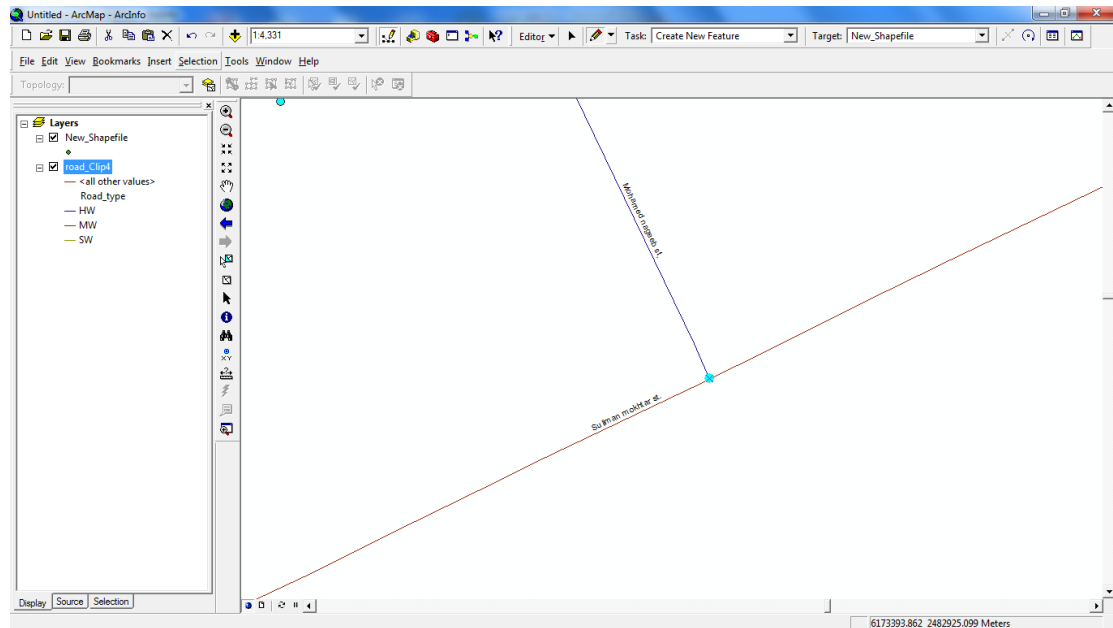 Untitled - ArcMap - ArcInfo
1:4,331
Editor
Task: Create New Feature
Target: New_Shapefile
File Edit View Bookmarks Insert Selection Tools Window Help
Topology:
Layers
New_Shapefile
road_Clip4
<all other values>
Road_type
HW
MW
SW
XY
Mohamed nageeb st.
Suliman mokhtar st.
Display Source Selection
6173393.862 2482925.099 Meters